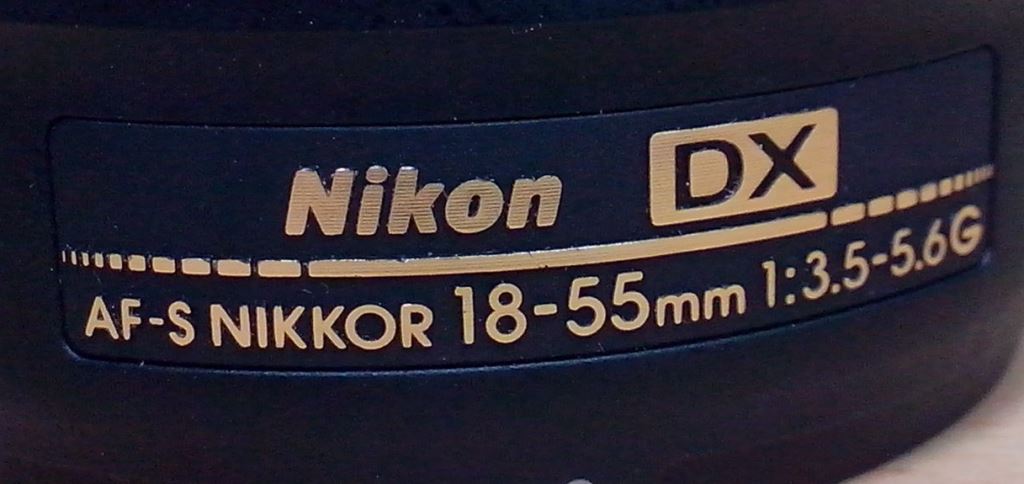 Nikon DX
AF-S NIKKOR 18-55mm 1:3.5-5.6G